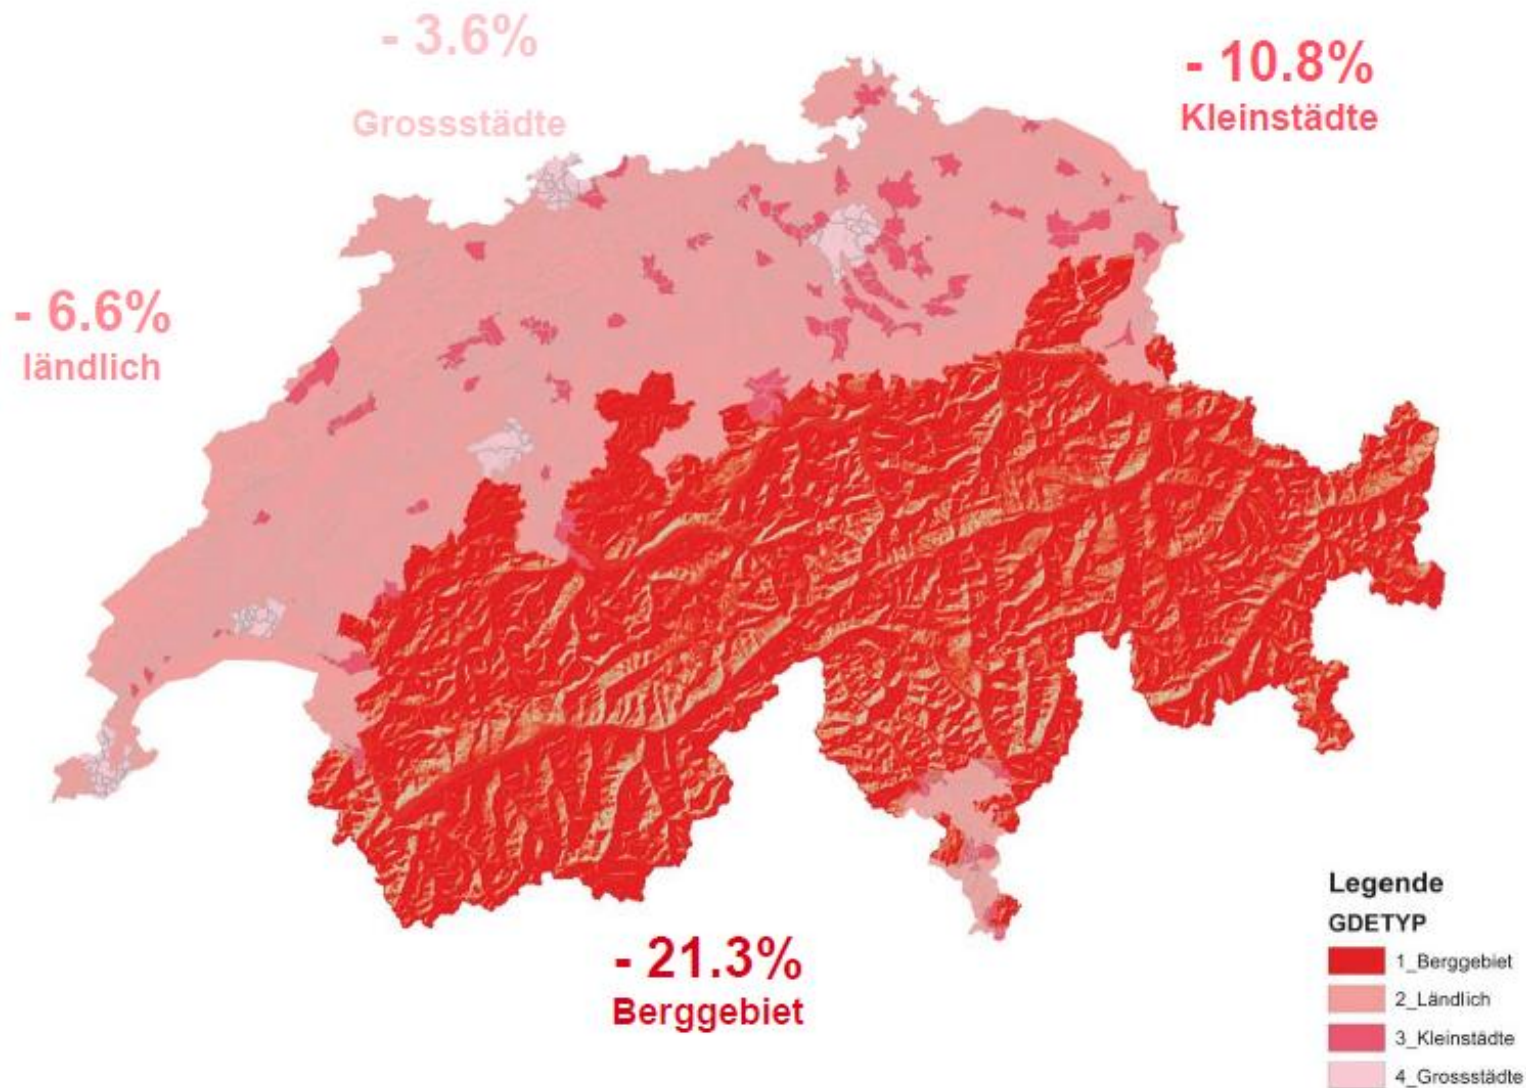 - 3.6%
Grossstädte
- 10.8%
Kleinstädte
- 6.6%
ländlich
- 21.3%
Berggebiet
Legende
GDETYP
1_Berggebiet
2_Ländlich
3_Kleinstädte
4_Grossstädte